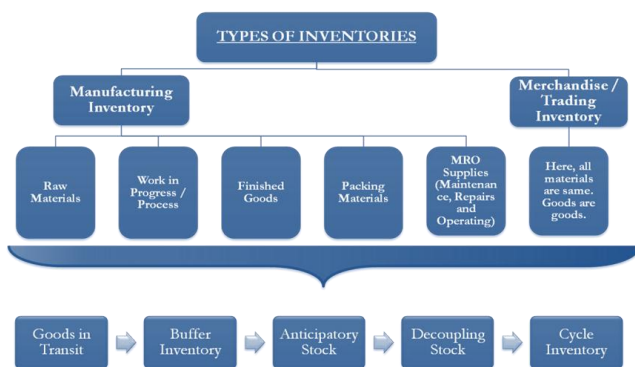 TYPES OF INVENTORIES
Manufacturing
Inventory
Merchandise /
Trading
Inventory
Raw
Materials
Work in
Progress /
Process
Finished
Goods
Packing
Materials
MRO
Supplies
(Maintenan
ce, Repairs
and
Operating)
Here, all
materials
are same.
Goods are
goods.
Goods in
Transit
Buffer
Inventory
Anticipatory
Stock
Decoupling
Stock
Cycle
Inventory